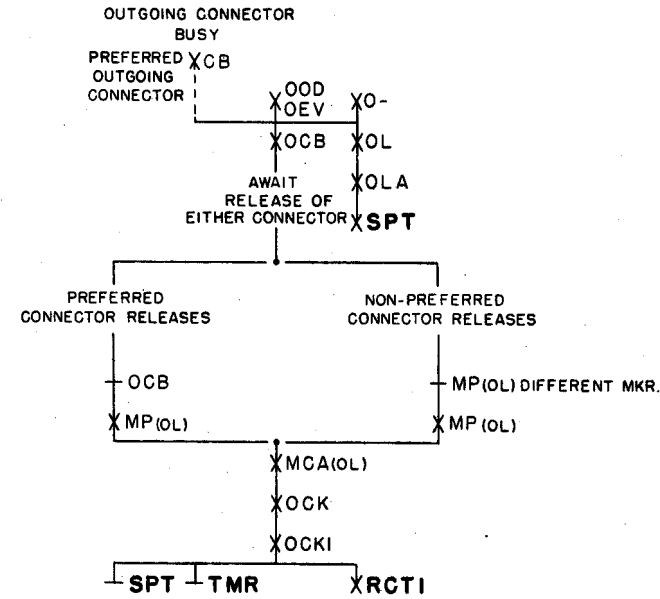 OUTGOING CONNECTOR
BUSY
PREFERRED
OUTGOING
CONNECTOR
CB
OOD
OEV
O-
OCB
OL
OLA
AWAIT
RELEASE OF
EITHER CONNECTOR
SPT
PREFERRED
CONNECTOR RELEASES
NON-PREFERRED
CONNECTOR RELEASES
OCB
MP(OL) DIFFERENT MKR.
MP(OL)
MP(OL)
MCA(OL)
OCK
OCK1
SPT
TMR
RCT1